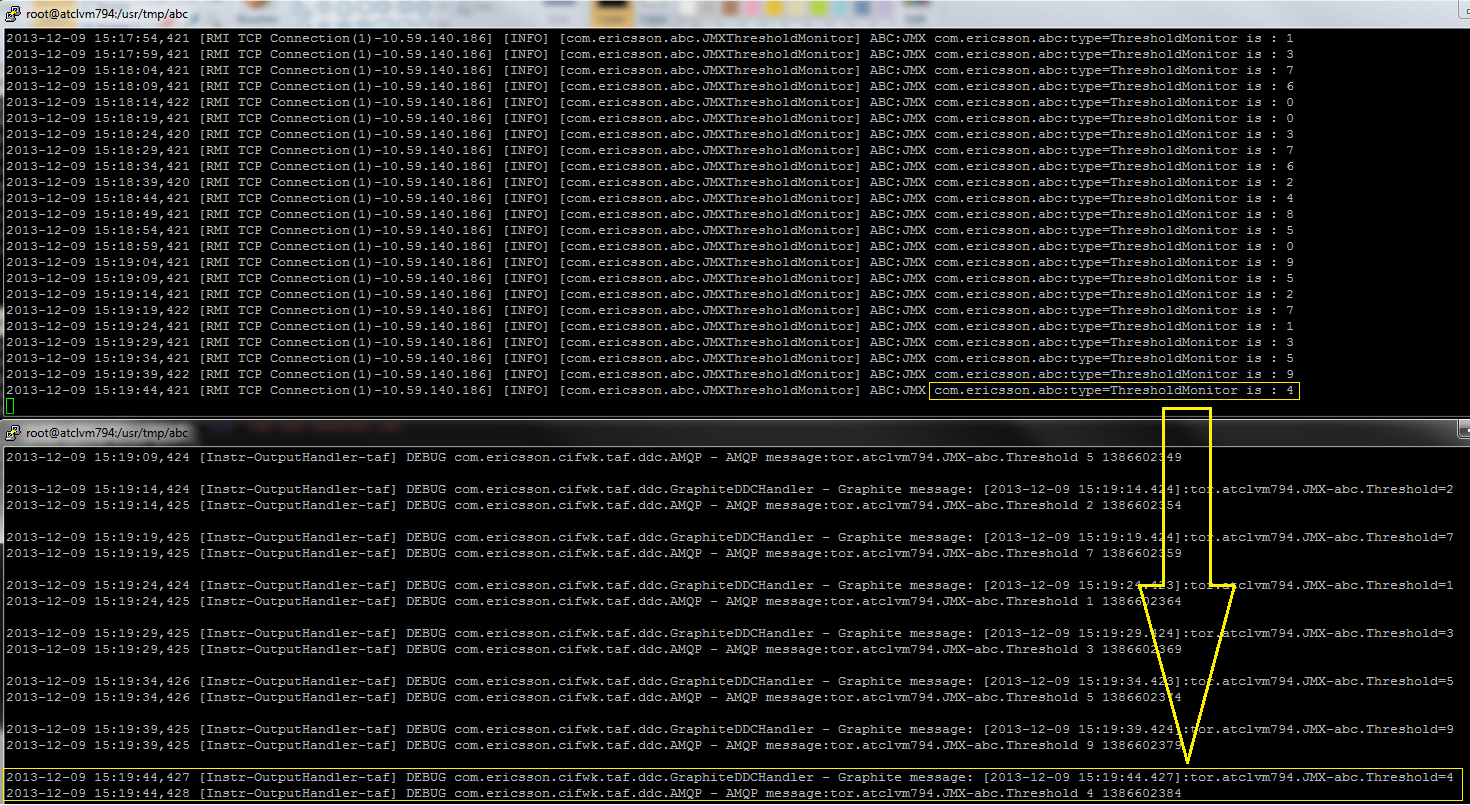 root@atclvm794:/usr/tmp/abc
2013-12-09 15:17:54,421 [RMI TCP Connection(1)-10.59.140.186] [INFO] [com.ericsson.abc.JMXThresholdMonitor] ABC:JMX com.ericsson.abc:type=ThresholdMonitor is : 1
2013-12-09 15:17:59,421 [RMI TCP Connection(1)-10.59.140.186] [INFO] [com.ericsson.abc.JMXThresholdMonitor] ABC:JMX com.ericsson.abc:type=ThresholdMonitor is : 3
2013-12-09 15:18:04,421 [RMI TCP Connection(1)-10.59.140.186] [INFO] [com.ericsson.abc.JMXThresholdMonitor] ABC:JMX com.ericsson.abc:type=ThresholdMonitor is : 7
2013-12-09 15:18:09,421 [RMI TCP Connection(1)-10.59.140.186] [INFO] [com.ericsson.abc.JMXThresholdMonitor] ABC:JMX com.ericsson.abc:type=ThresholdMonitor is : 6
2013-12-09 15:18:14,422 [RMI TCP Connection(1)-10.59.140.186] [INFO] [com.ericsson.abc.JMXThresholdMonitor] ABC:JMX com.ericsson.abc:type=ThresholdMonitor is : 0
2013-12-09 15:18:19,421 [RMI TCP Connection(1)-10.59.140.186] [INFO] [com.ericsson.abc.JMXThresholdMonitor] ABC:JMX com.ericsson.abc:type=ThresholdMonitor is : 0
2013-12-09 15:18:24,420 [RMI TCP Connection(1)-10.59.140.186] [INFO] [com.ericsson.abc.JMXThresholdMonitor] ABC:JMX com.ericsson.abc:type=ThresholdMonitor is : 3
2013-12-09 15:18:29,421 [RMI TCP Connection(1)-10.59.140.186] [INFO] [com.ericsson.abc.JMXThresholdMonitor] ABC:JMX com.ericsson.abc:type=ThresholdMonitor is : 7
2013-12-09 15:18:34,421 [RMI TCP Connection(1)-10.59.140.186] [INFO] [com.ericsson.abc.JMXThresholdMonitor] ABC:JMX com.ericsson.abc:type=ThresholdMonitor is : 6
2013-12-09 15:18:39,420 [RMI TCP Connection(1)-10.59.140.186] [INFO] [com.ericsson.abc.JMXThresholdMonitor] ABC:JMX com.ericsson.abc:type=ThresholdMonitor is : 2
2013-12-09 15:18:44,421 [RMI TCP Connection(1)-10.59.140.186] [INFO] [com.ericsson.abc.JMXThresholdMonitor] ABC:JMX com.ericsson.abc:type=ThresholdMonitor is : 4
2013-12-09 15:18:49,421 [RMI TCP Connection(1)-10.59.140.186] [INFO] [com.ericsson.abc.JMXThresholdMonitor] ABC:JMX com.ericsson.abc:type=ThresholdMonitor is : 8
2013-12-09 15:18:54,421 [RMI TCP Connection(1)-10.59.140.186] [INFO] [com.ericsson.abc.JMXThresholdMonitor] ABC:JMX com.ericsson.abc:type=ThresholdMonitor is : 5
2013-12-09 15:18:59,421 [RMI TCP Connection(1)-10.59.140.186] [INFO] [com.ericsson.abc.JMXThresholdMonitor] ABC:JMX com.ericsson.abc:type=ThresholdMonitor is : 0
2013-12-09 15:19:04,421 [RMI TCP Connection(1)-10.59.140.186] [INFO] [com.ericsson.abc.JMXThresholdMonitor] ABC:JMX com.ericsson.abc:type=ThresholdMonitor is : 9
2013-12-09 15:19:09,421 [RMI TCP Connection(1)-10.59.140.186] [INFO] [com.ericsson.abc.JMXThresholdMonitor] ABC:JMX com.ericsson.abc:type=ThresholdMonitor is : 5
2013-12-09 15:19:14,421 [RMI TCP Connection(1)-10.59.140.186] [INFO] [com.ericsson.abc.JMXThresholdMonitor] ABC:JMX com.ericsson.abc:type=ThresholdMonitor is : 2
2013-12-09 15:19:19,422 [RMI TCP Connection(1)-10.59.140.186] [INFO] [com.ericsson.abc.JMXThresholdMonitor] ABC:JMX com.ericsson.abc:type=ThresholdMonitor is : 7
2013-12-09 15:19:24,421 [RMI TCP Connection(1)-10.59.140.186] [INFO] [com.ericsson.abc.JMXThresholdMonitor] ABC:JMX com.ericsson.abc:type=ThresholdMonitor is : 1
2013-12-09 15:19:29,421 [RMI TCP Connection(1)-10.59.140.186] [INFO] [com.ericsson.abc.JMXThresholdMonitor] ABC:JMX com.ericsson.abc:type=ThresholdMonitor is : 3
2013-12-09 15:19:34,421 [RMI TCP Connection(1)-10.59.140.186] [INFO] [com.ericsson.abc.JMXThresholdMonitor] ABC:JMX com.ericsson.abc:type=ThresholdMonitor is : 5
2013-12-09 15:19:39,422 [RMI TCP Connection(1)-10.59.140.186] [INFO] [com.ericsson.abc.JMXThresholdMonitor] ABC:JMX com.ericsson.abc:type=ThresholdMonitor is : 9
2013-12-09 15:19:44,421 [RMI TCP Connection(1)-10.59.140.186] [INFO] [com.ericsson.abc.JMXThresholdMonitor] ABC:JMX com.ericsson.abc:type=ThresholdMonitor is : 4
root@atclvm794:/usr/tmp/abc
2013-12-09 15:19:09,424 [Instr-OutputHandler-taf] DEBUG com.ericsson.cifwk.taf.ddc.AMQP - AMQP message:tor.atclvm794.JMX-abc.Threshold 5 1386602349
2013-12-09 15:19:14,424 [Instr-OutputHandler-taf] DEBUG com.ericsson.cifwk.taf.ddc.GraphiteDDCHandler - Graphite message: [2013-12-09 15:19:14.424]:tor.atclvm794.JMX-abc.Threshold=2
2013-12-09 15:19:14,425 [Instr-OutputHandler-taf] DEBUG com.ericsson.cifwk.taf.ddc.AMQP - AMQP message:tor.atclvm794.JMX-abc.Threshold 2 1386602354
2013-12-09 15:19:19,425 [Instr-OutputHandler-taf] DEBUG com.ericsson.cifwk.taf.ddc.GraphiteDDCHandler - Graphite message: [2013-12-09 15:19:19.424]:tor.atclvm794.JMX-abc.Threshold=7
2013-12-09 15:19:19,425 [Instr-OutputHandler-taf] DEBUG com.ericsson.cifwk.taf.ddc.AMQP - AMQP message:tor.atclvm794.JMX-abc.Threshold 7 1386602359
2013-12-09 15:19:24,424 [Instr-OutputHandler-taf] DEBUG com.ericsson.cifwk.taf.ddc.GraphiteDDCHandler - Graphite message: [2013-12-09 15:19:24.423]:tor.atclvm794.JMX-abc.Threshold=1
2013-12-09 15:19:24,425 [Instr-OutputHandler-taf] DEBUG com.ericsson.cifwk.taf.ddc.AMQP - AMQP message:tor.atclvm794.JMX-abc.Threshold 1 1386602364
2013-12-09 15:19:29,425 [Instr-OutputHandler-taf] DEBUG com.ericsson.cifwk.taf.ddc.GraphiteDDCHandler - Graphite message: [2013-12-09 15:19:29.424]:tor.atclvm794.JMX-abc.Threshold=3
2013-12-09 15:19:29,425 [Instr-OutputHandler-taf] DEBUG com.ericsson.cifwk.taf.ddc.AMQP - AMQP message:tor.atclvm794.JMX-abc.Threshold 3 1386602369
2013-12-09 15:19:34,426 [Instr-OutputHandler-taf] DEBUG com.ericsson.cifwk.taf.ddc.GraphiteDDCHandler - Graphite message: [2013-12-09 15:19:34.423]:tor.atclvm794.JMX-abc.Threshold=5
2013-12-09 15:19:34,426 [Instr-OutputHandler-taf] DEBUG com.ericsson.cifwk.taf.ddc.AMQP - AMQP message:tor.atclvm794.JMX-abc.Threshold 5 1386602374
2013-12-09 15:19:39,425 [Instr-OutputHandler-taf] DEBUG com.ericsson.cifwk.taf.ddc.GraphiteDDCHandler - Graphite message: [2013-12-09 15:19:39.424]:tor.atclvm794.JMX-abc.Threshold=9
2013-12-09 15:19:39,425 [Instr-OutputHandler-taf] DEBUG com.ericsson.cifwk.taf.ddc.AMQP - AMQP message:tor.atclvm794.JMX-abc.Threshold 9 1386602379
2013-12-09 15:19:44,427 [Instr-OutputHandler-taf] DEBUG com.ericsson.cifwk.taf.ddc.GraphiteDDCHandler - Graphite message: [2013-12-09 15:19:44.427]:tor.atclvm794.JMX-abc.Threshold=4
2013-12-09 15:19:44,428 [Instr-OutputHandler-taf] DEBUG com.ericsson.cifwk.taf.ddc.AMQP - AMQP message:tor.atclvm794.JMX-abc.Threshold 4 1386602384